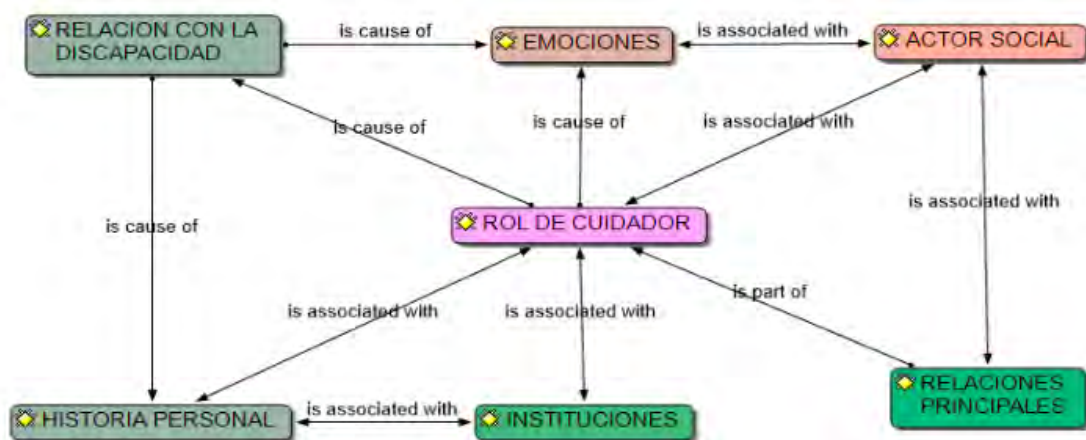 RELACION CON LA
DISCAPACIDAD
is cause of
EMOCIONES
is associated with
ACTOR SOCIAL
is cause of
is cause of
is associated with
is associated with
ROL DE CUIDADOR
is cause of
is associated with
is associated with
is part of
RELACIONES
PRINCIPALES
HISTORIA PERSONAL
is associated with
INSTITUCIONES